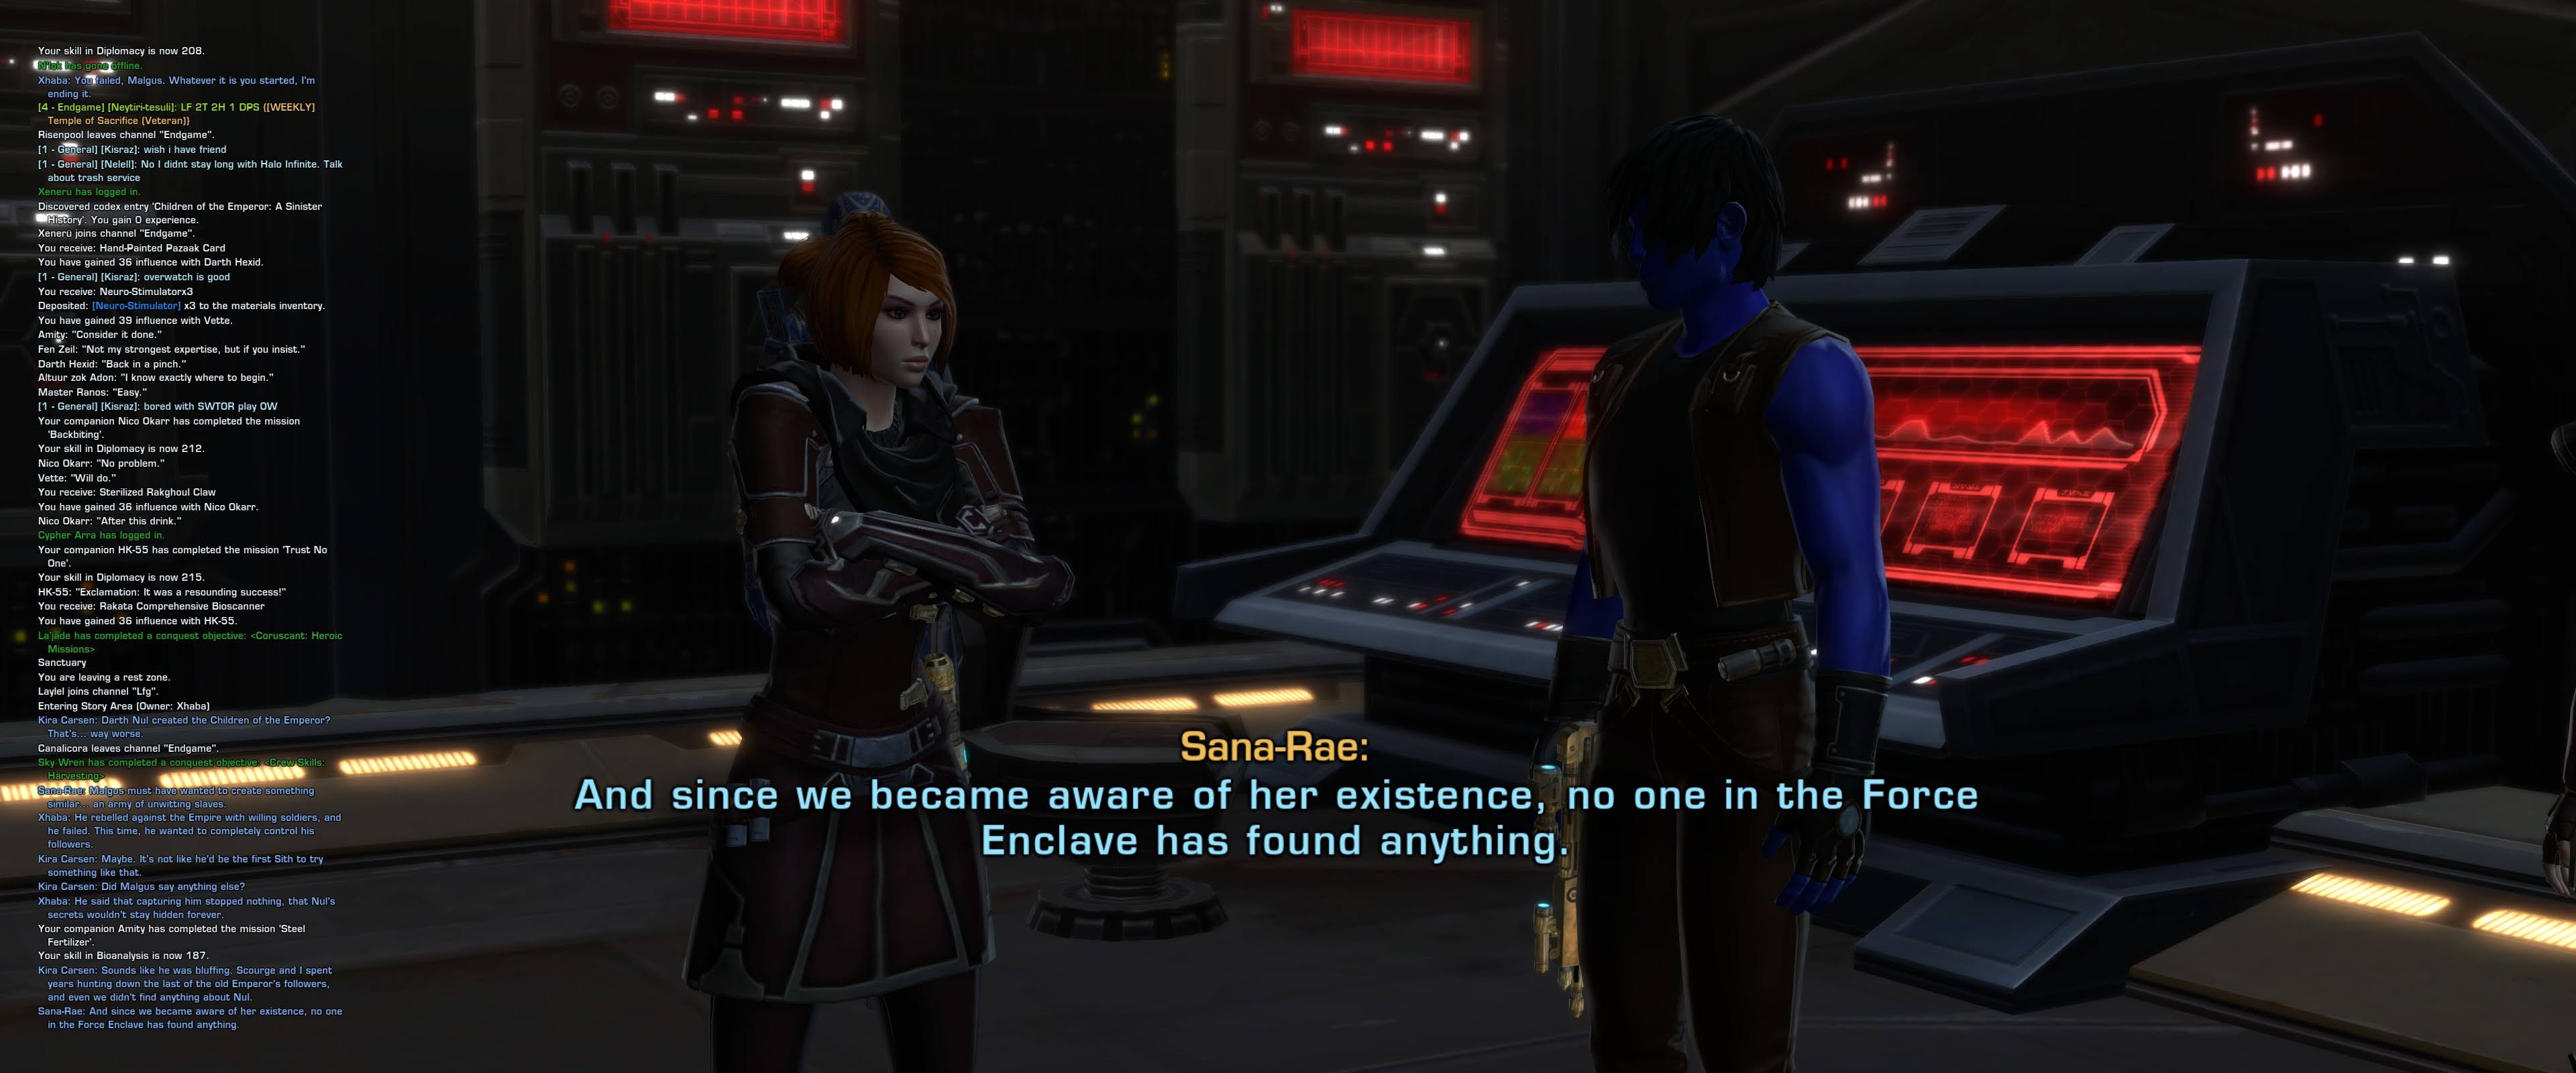 Your skill in Diplomacy is now 208.
N'lok has gone offline.
Xhaba: You failed, Malgus. Whatever it is you started, I'm
ending it.
[4 - Endgame] [Neytiri-tesuli]: LF 2T 2H 1 DPS {[WEEKLY]
Temple of Sacrifice (Veteran)}
Risenpool leaves channel "Endgame".
[1 - General] [Kisraz]: wish i have friend
[1 - General] [Nelell]: No I didnt stay long with Halo Infinite. Talk
about trash service
Xeneru has logged in.
Discovered codex entry 'Children of the Emperor: A Sinister
History'. You gain 0 experience.
Xeneru joins channel "Endgame".
You receive: Hand-Painted Pazaak Card
You have gained 36 influence with Darth Hexid.
[1 - General] [Kisraz]: overwatch is good
You receive: Neuro-Stimulatorx3
Deposited: [Neuro-Stimulator] x3 to the materials inventory.
You have gained 39 influence with Vette.
Amity: "Consider it done."
Fen Zeil: "Not my strongest expertise, but if you insist."
Darth Hexid: "Back in a pinch."
Altuur zok Adon: "I know exactly where to begin."
Master Ranos: "Easy."
[1 - General] [Kisraz]: bored with SWTOR play OW
Your companion Nico Okarr has completed the mission
'Backbiting'.
Your skill in Diplomacy is now 212.
Nico Okarr: "No problem."
Vette: "Will do."
You receive: Sterilized Rakghoul Claw
You have gained 36 influence with Nico Okarr.
Nico Okarr: "After this drink."
Cypher Arra has logged in.
Your companion HK-55 has completed the mission 'Trust No
One'.
Your skill in Diplomacy is now 215.
HK-55: "Exclamation: It was a resounding success!"
You receive: Rakata Comprehensive Bioscanner
You have gained 36 influence with HK-55.
La'jade has completed a conquest objective: <Coruscant: Heroic
Missions>
Sanctuary
You are leaving a rest zone.
Laylel joins channel "Lfg".
Entering Story Area (Owner: Xhaba)
Kira Carsen: Darth Nul created the Children of the Emperor?
That's... way worse.
Canalicora leaves channel "Endgame".
Sky Wren has completed a conquest objective: <Crew Skills:
Harvesting>
Sana-Rae: Malgus must have wanted to create something
similar... an army of unwitting slaves.
Xhaba: He rebelled against the Empire with willing soldiers, and
he failed. This time, he wanted to completely control his
followers.
Kira Carsen: Maybe. It's not like he'd be the first Sith to try
something like that.
Kira Carsen: Did Malgus say anything else?
Xhaba: He said that capturing him stopped nothing, that Nul's
secrets wouldn't stay hidden forever.
Your companion Amity has completed the mission 'Steel
Fertilizer'.
Your skill in Bioanalysis is now 187.
Kira Carsen: Sounds like he was bluffing. Scourge and I spent
years hunting down the last of the old Emperor's followers,
and even we didn't find anything about Nul.
Sana-Rae: And since we became aware of her existence, no one
in the Force Enclave has found anything.
Sana-Rae:
And since we became aware of her existence, no one in the Force
Enclave has found anything.